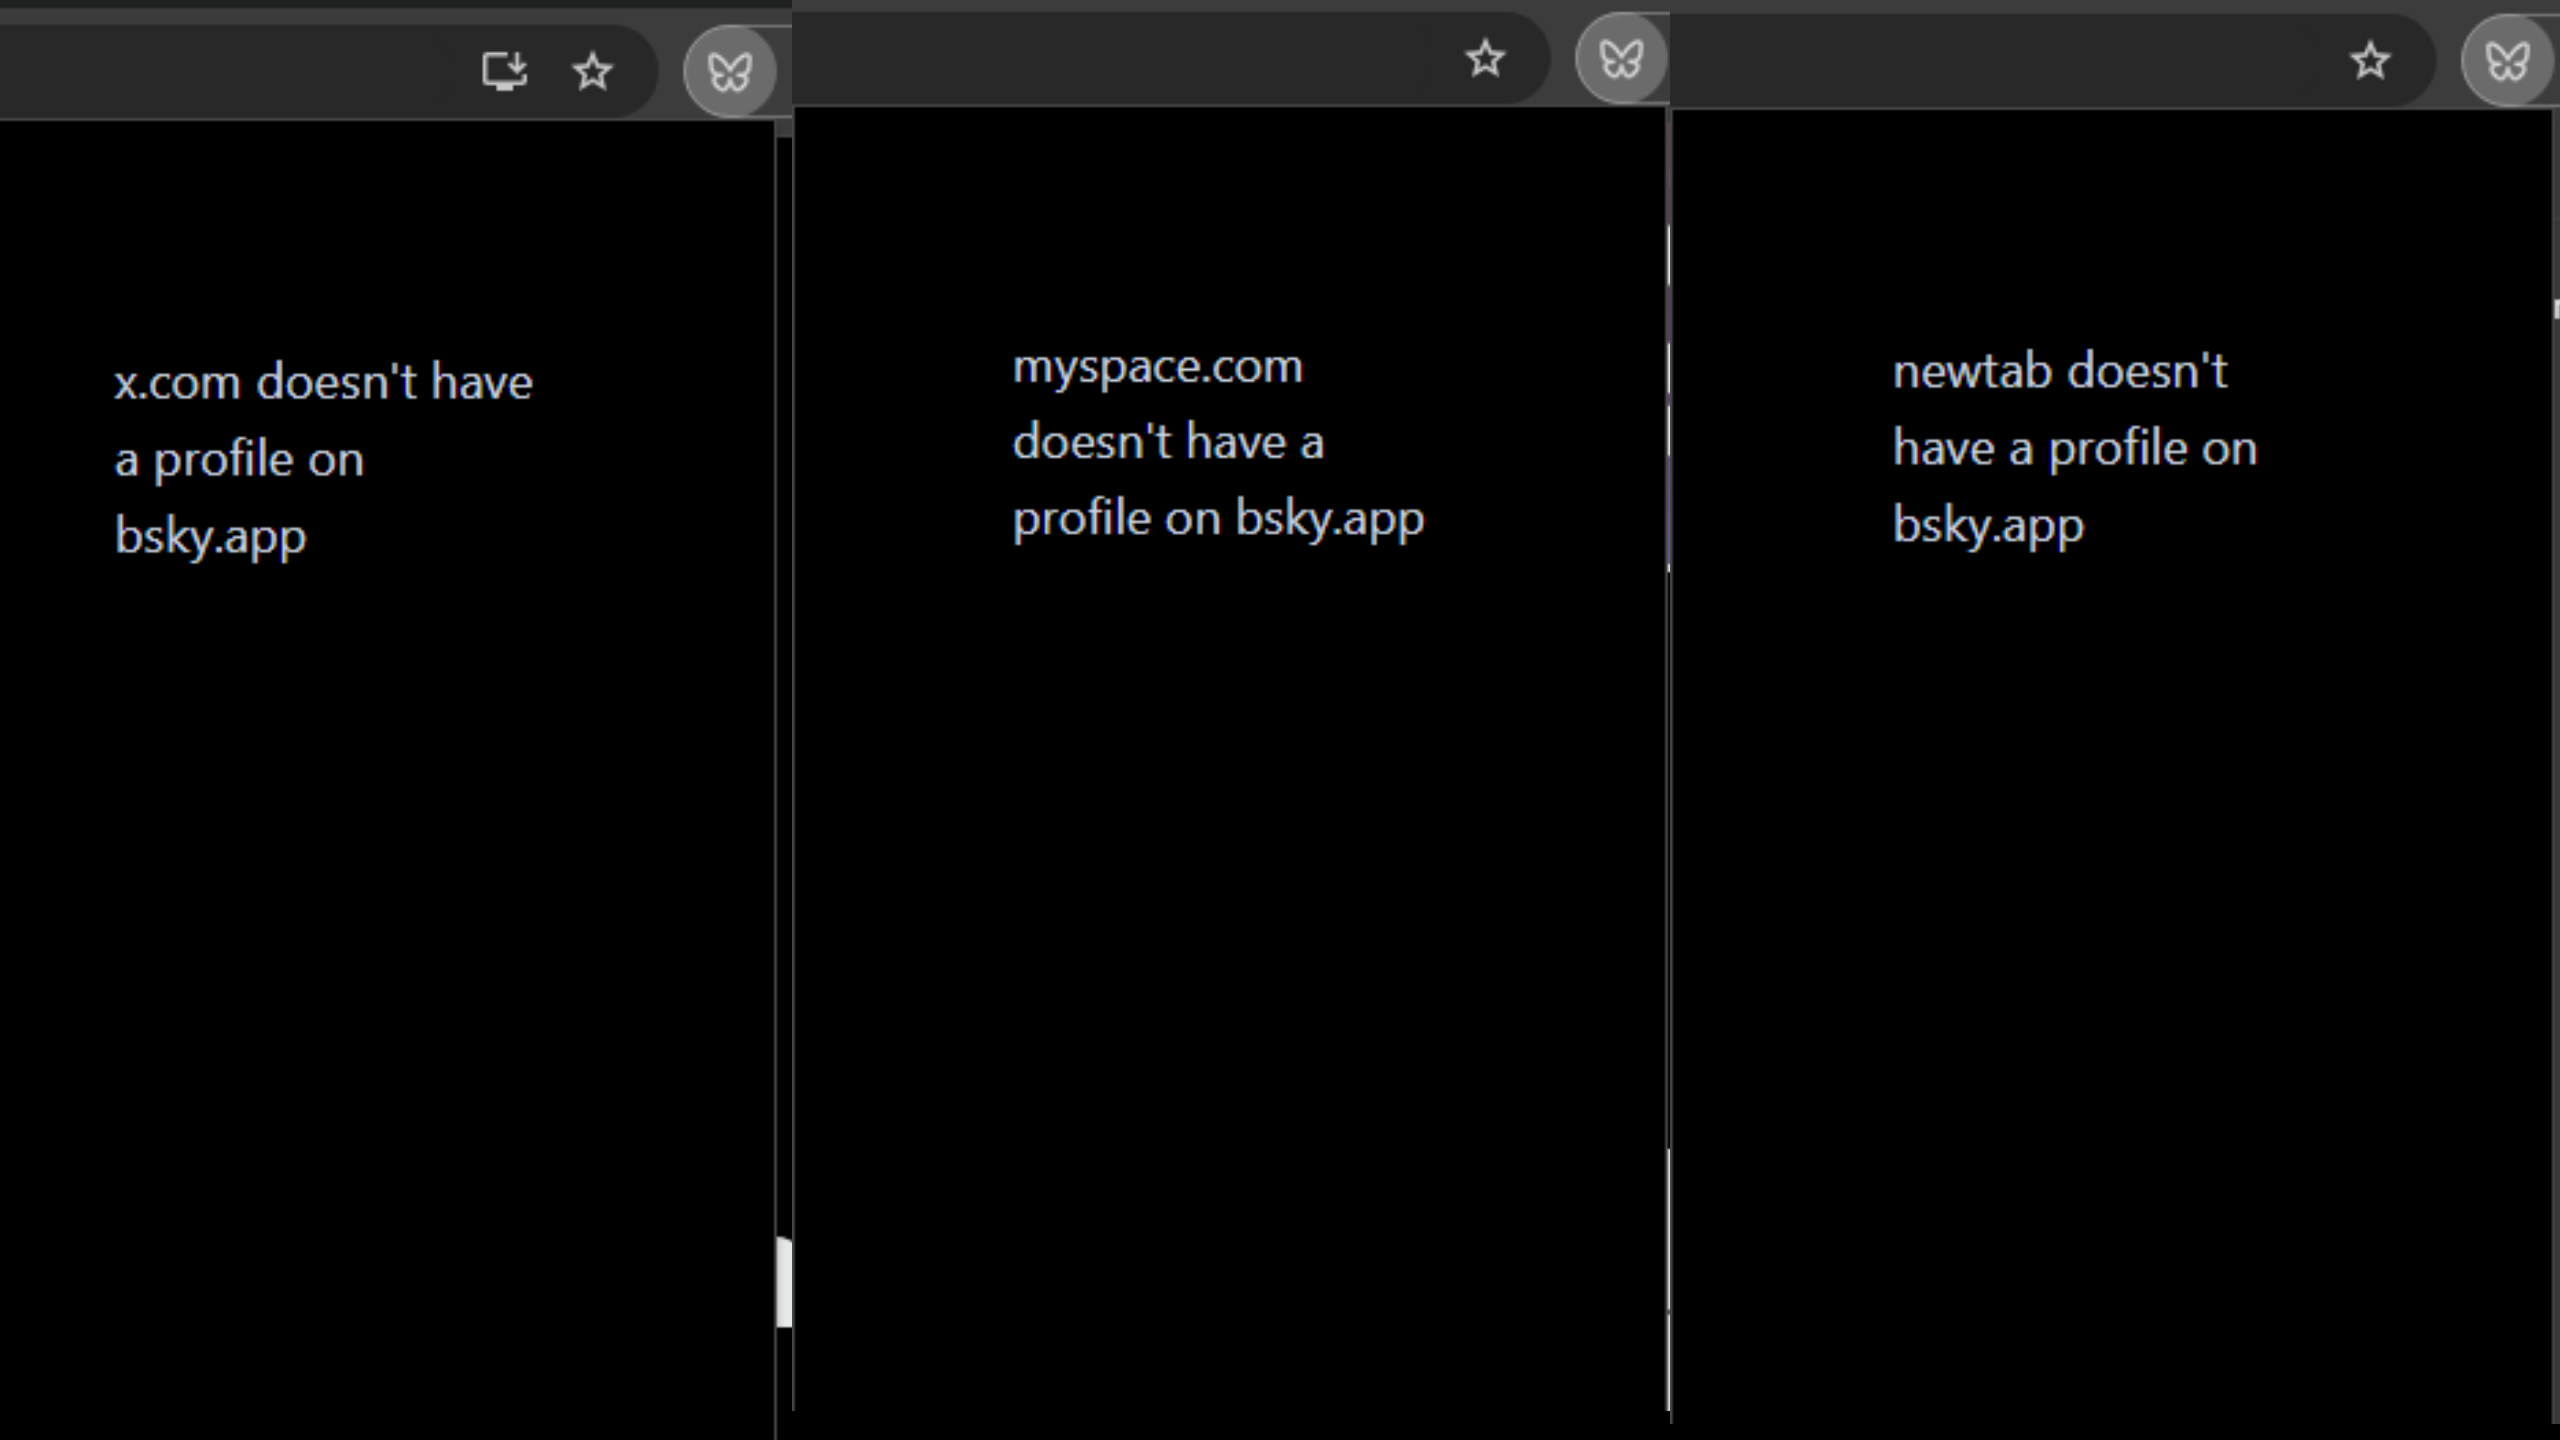 x.com doesn't have
a profile on
bsky.app
myspace.com
doesn't have a
profile on bsky.app
newtab doesn't
have a profile on
bsky.app